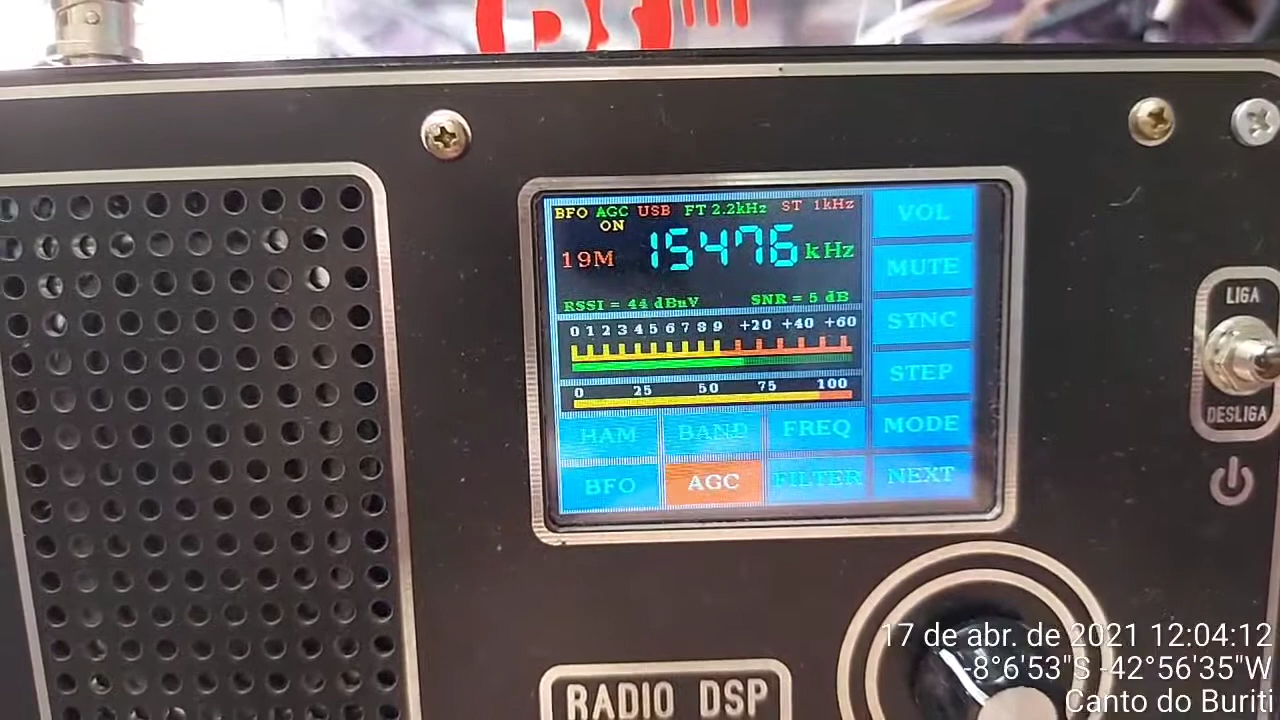 BFO AGC USB FT 2.2kHz ST 1kHz
ON
19M 15476 kHz
RSSI = 44 dBuV SNR = 5 dB
0 1 2 3 4 5 6 7 8 9 +20 +40 +60
0 25 50 75 100
VOL
MUTE
SYNC
STEP
HAM BAND FREQ MODE
BFO AGC FILTER NEXT
LIGA
DESLIGA
RADIO DSP
17 de abr. de 2021 12:04:12
-8°6'53"S -42°56'35"W
Canto do Buriti